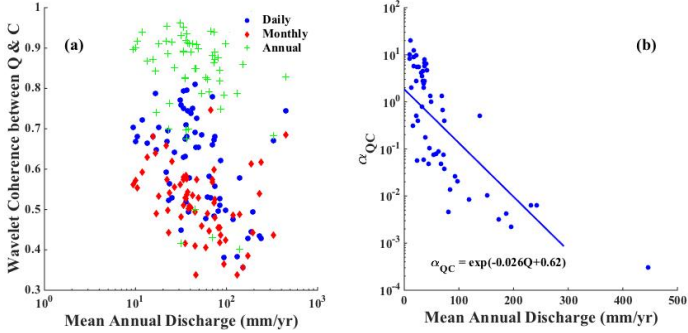 (a)
Daily
Monthly
Annual
Wavelet Coherence between Q & C
1
0.9
0.8
0.7
0.6
0.5
0.4
0.3
10^0
10^1
10^2
10^3
Mean Annual Discharge (mm/yr)
(b)
α_QC
10^2
10^1
10^0
10^-1
10^-2
10^-3
10^-4
α_QC = exp(-0.026Q+0.62)
0
100
200
300
400
500
Mean Annual Discharge (mm/yr)